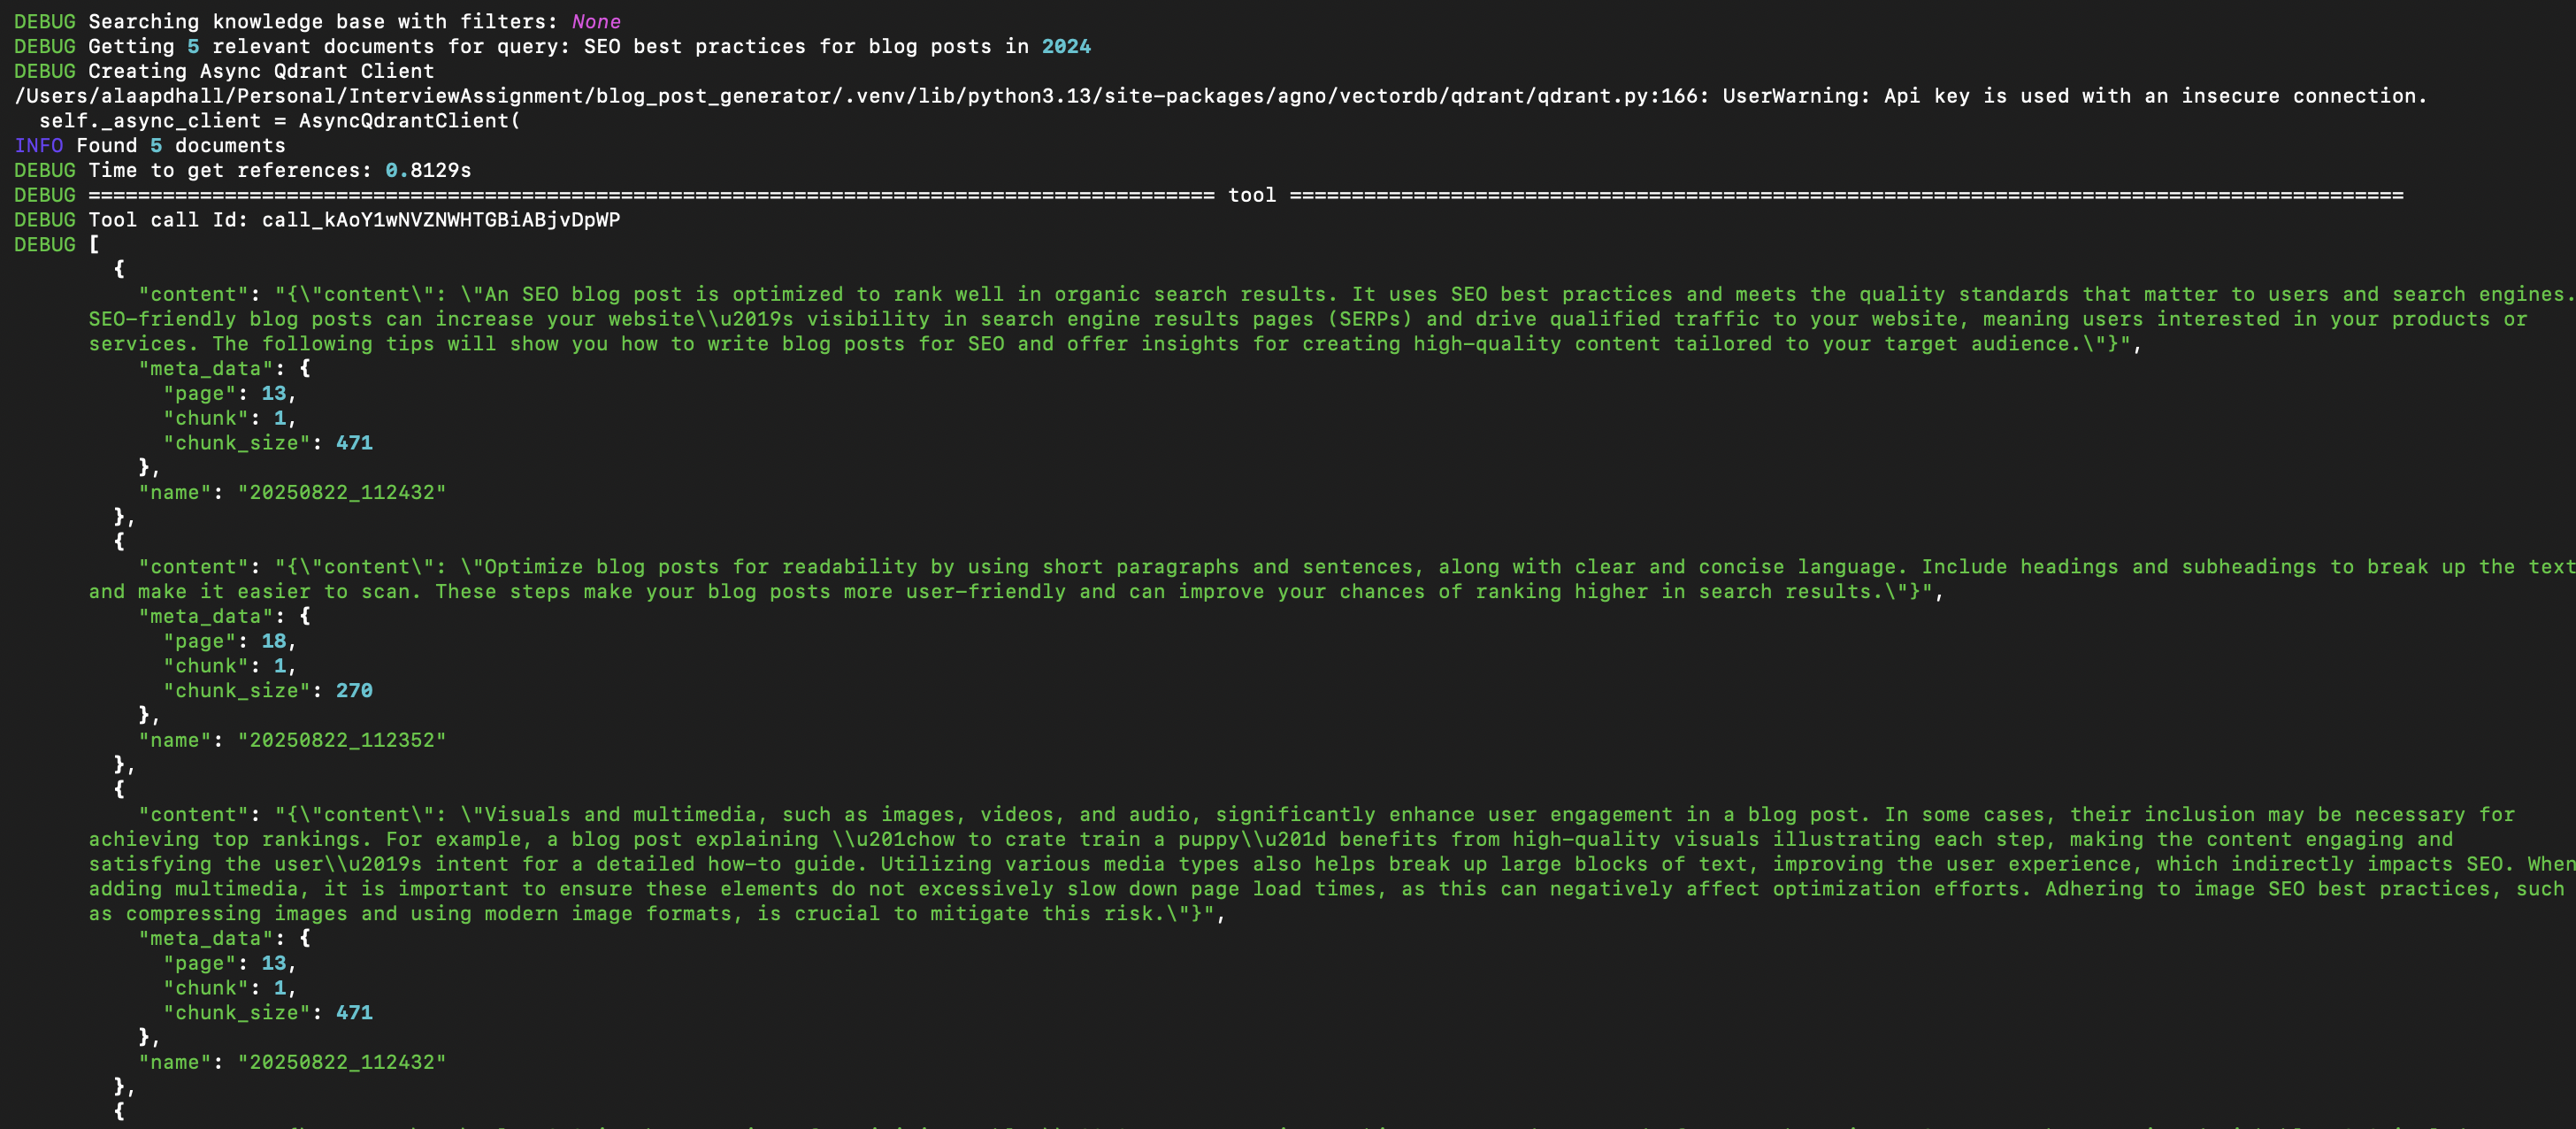 DEBUG Searching knowledge base with filters: None
DEBUG Getting 5 relevant documents for query: SEO best practices for blog posts in 2024
DEBUG Creating Async Qdrant Client
/Users/alaapdhall/Personal/InterviewAssignment/blog_post_generator/.venv/lib/python3.13/site-packages/agno/vectordb/qdrant/qdrant.py:166: UserWarning: Api key is used with an insecure connection.
  self._async_client = AsyncQdrantClient(
INFO Found 5 documents
DEBUG Time to get references: 0.8129s
DEBUG =========================================================================================== tool ==========================================================================================
DEBUG Tool call Id: call_kAoY1wNVZNWHTGBiABjvDpWP
DEBUG [
        {
          "content": "{\"content\": \"An SEO blog post is optimized to rank well in organic search results. It uses SEO best practices and meets the quality standards that matter to users and search engines.
      SEO-friendly blog posts can increase your website\\u2019s visibility in search engine results pages (SERPs) and drive qualified traffic to your website, meaning users interested in your products or
      services. The following tips will show you how to write blog posts for SEO and offer insights for creating high-quality content tailored to your target audience.\"}",
          "meta_data": {
            "page": 13,
            "chunk": 1,
            "chunk_size": 471
          },
          "name": "20250822_112432"
        },
        {
          "content": "{\"content\": \"Optimize blog posts for readability by using short paragraphs and sentences, along with clear and concise language. Include headings and subheadings to break up the text
      and make it easier to scan. These steps make your blog posts more user-friendly and can improve your chances of ranking higher in search results.\"}",
          "meta_data": {
            "page": 18,
            "chunk": 1,
            "chunk_size": 270
          },
          "name": "20250822_112352"
        },
        {
          "content": "{\"content\": \"Visuals and multimedia, such as images, videos, and audio, significantly enhance user engagement in a blog post. In some cases, their inclusion may be necessary for
      achieving top rankings. For example, a blog post explaining \\u201chow to crate train a puppy\\u201d benefits from high-quality visuals illustrating each step, making the content engaging and
      satisfying the user\\u2019s intent for a detailed how-to guide. Utilizing various media types also helps break up large blocks of text, improving the user experience, which indirectly impacts SEO. When
      adding multimedia, it is important to ensure these elements do not excessively slow down page load times, as this can negatively affect optimization efforts. Adhering to image SEO best practices, such
      as compressing images and using modern image formats, is crucial to mitigate this risk.\"}",
          "meta_data": {
            "page": 13,
            "chunk": 1,
            "chunk_size": 471
          },
          "name": "20250822_112432"
        },
        {